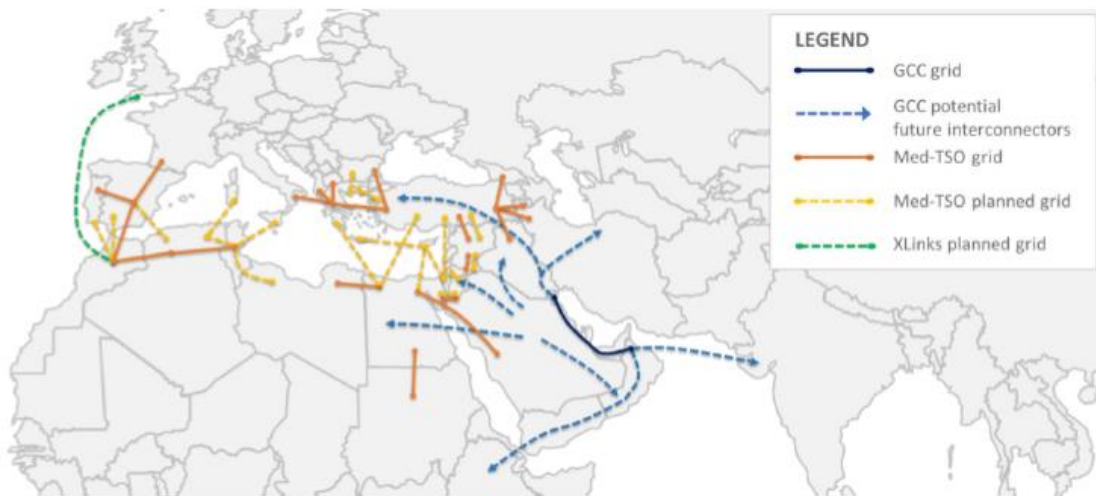 LEGEND
GCC grid
GCC potential
future interconnectors
Med-TSO grid
Med-TSO planned grid
XLinks planned grid